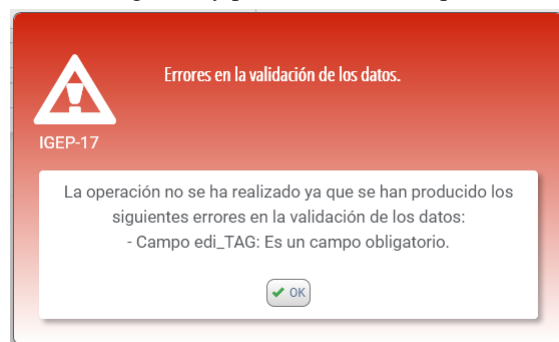 Errores en la validación de los datos.
IGEP-17
La operación no se ha realizado ya que se han producido los
siguientes errores en la validación de los datos:
- Campo edi_TAG: Es un campo obligatorio.
OK